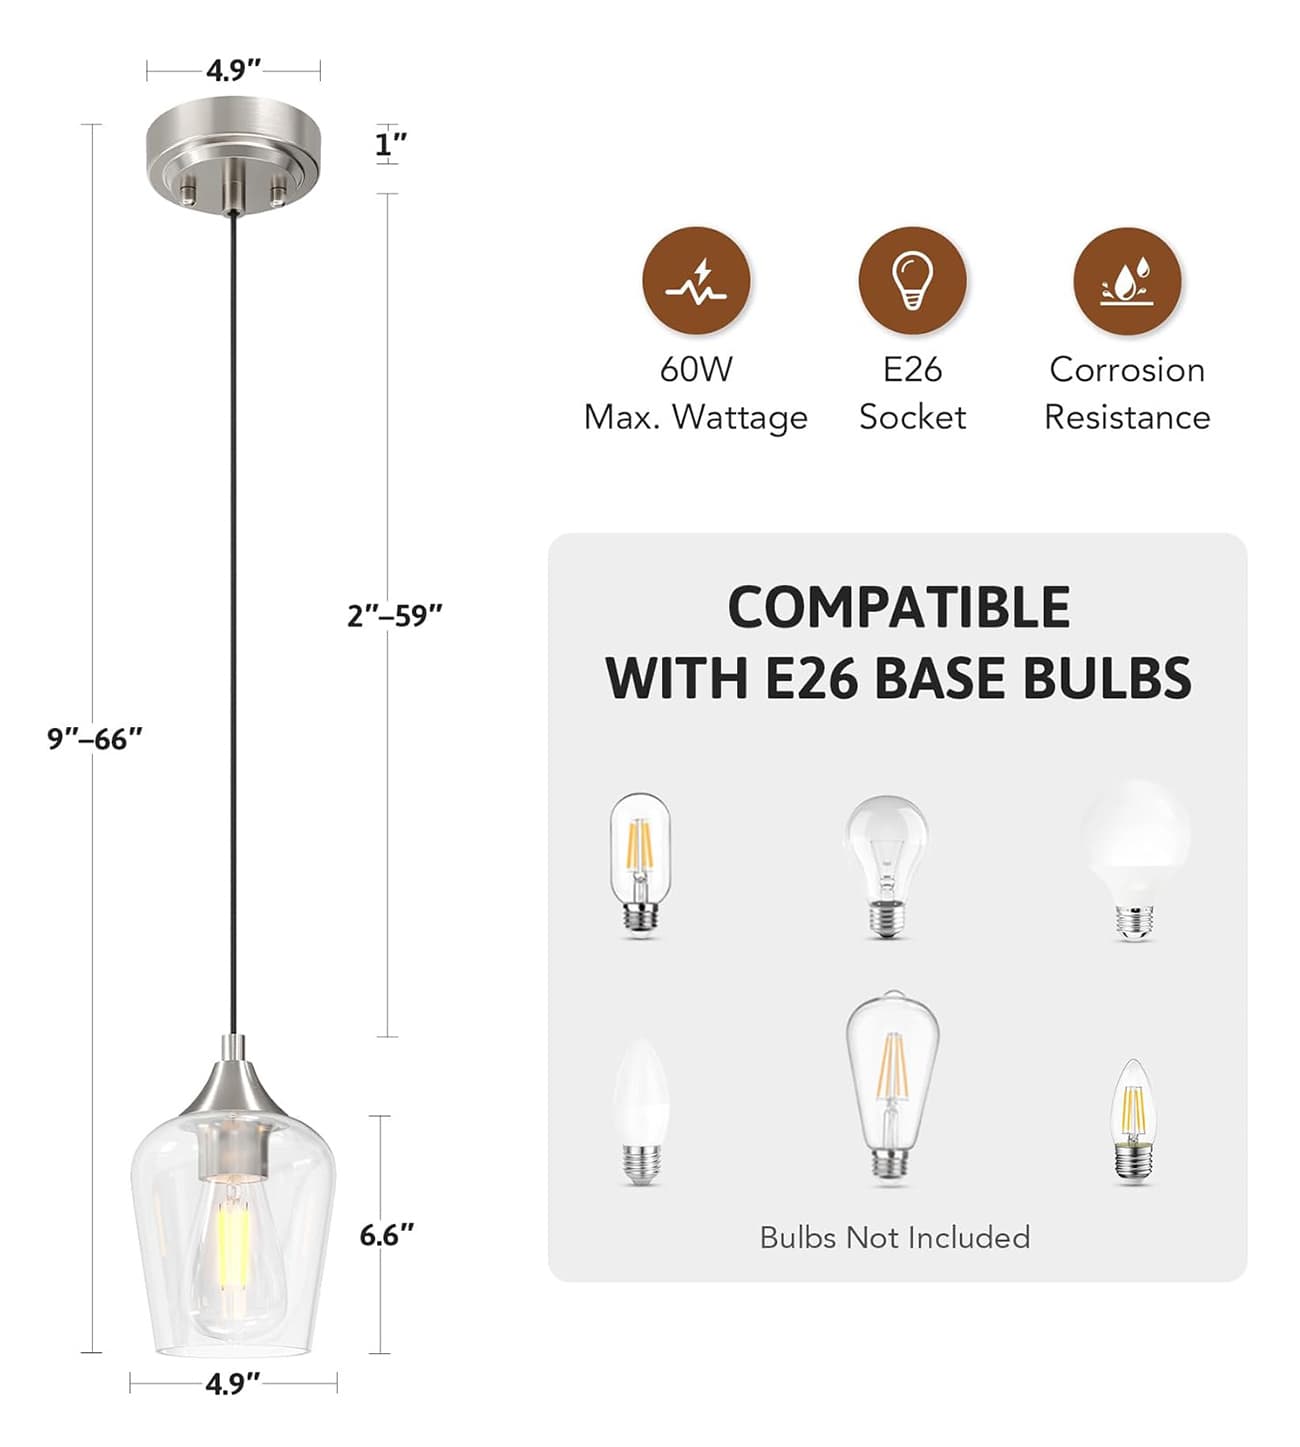 4.9"
1"
2"–59"
9"–66"
6.6"
4.9"
60W
Max. Wattage
E26
Socket
Corrosion
Resistance
COMPATIBLE
WITH E26 BASE BULBS
Bulbs Not Included